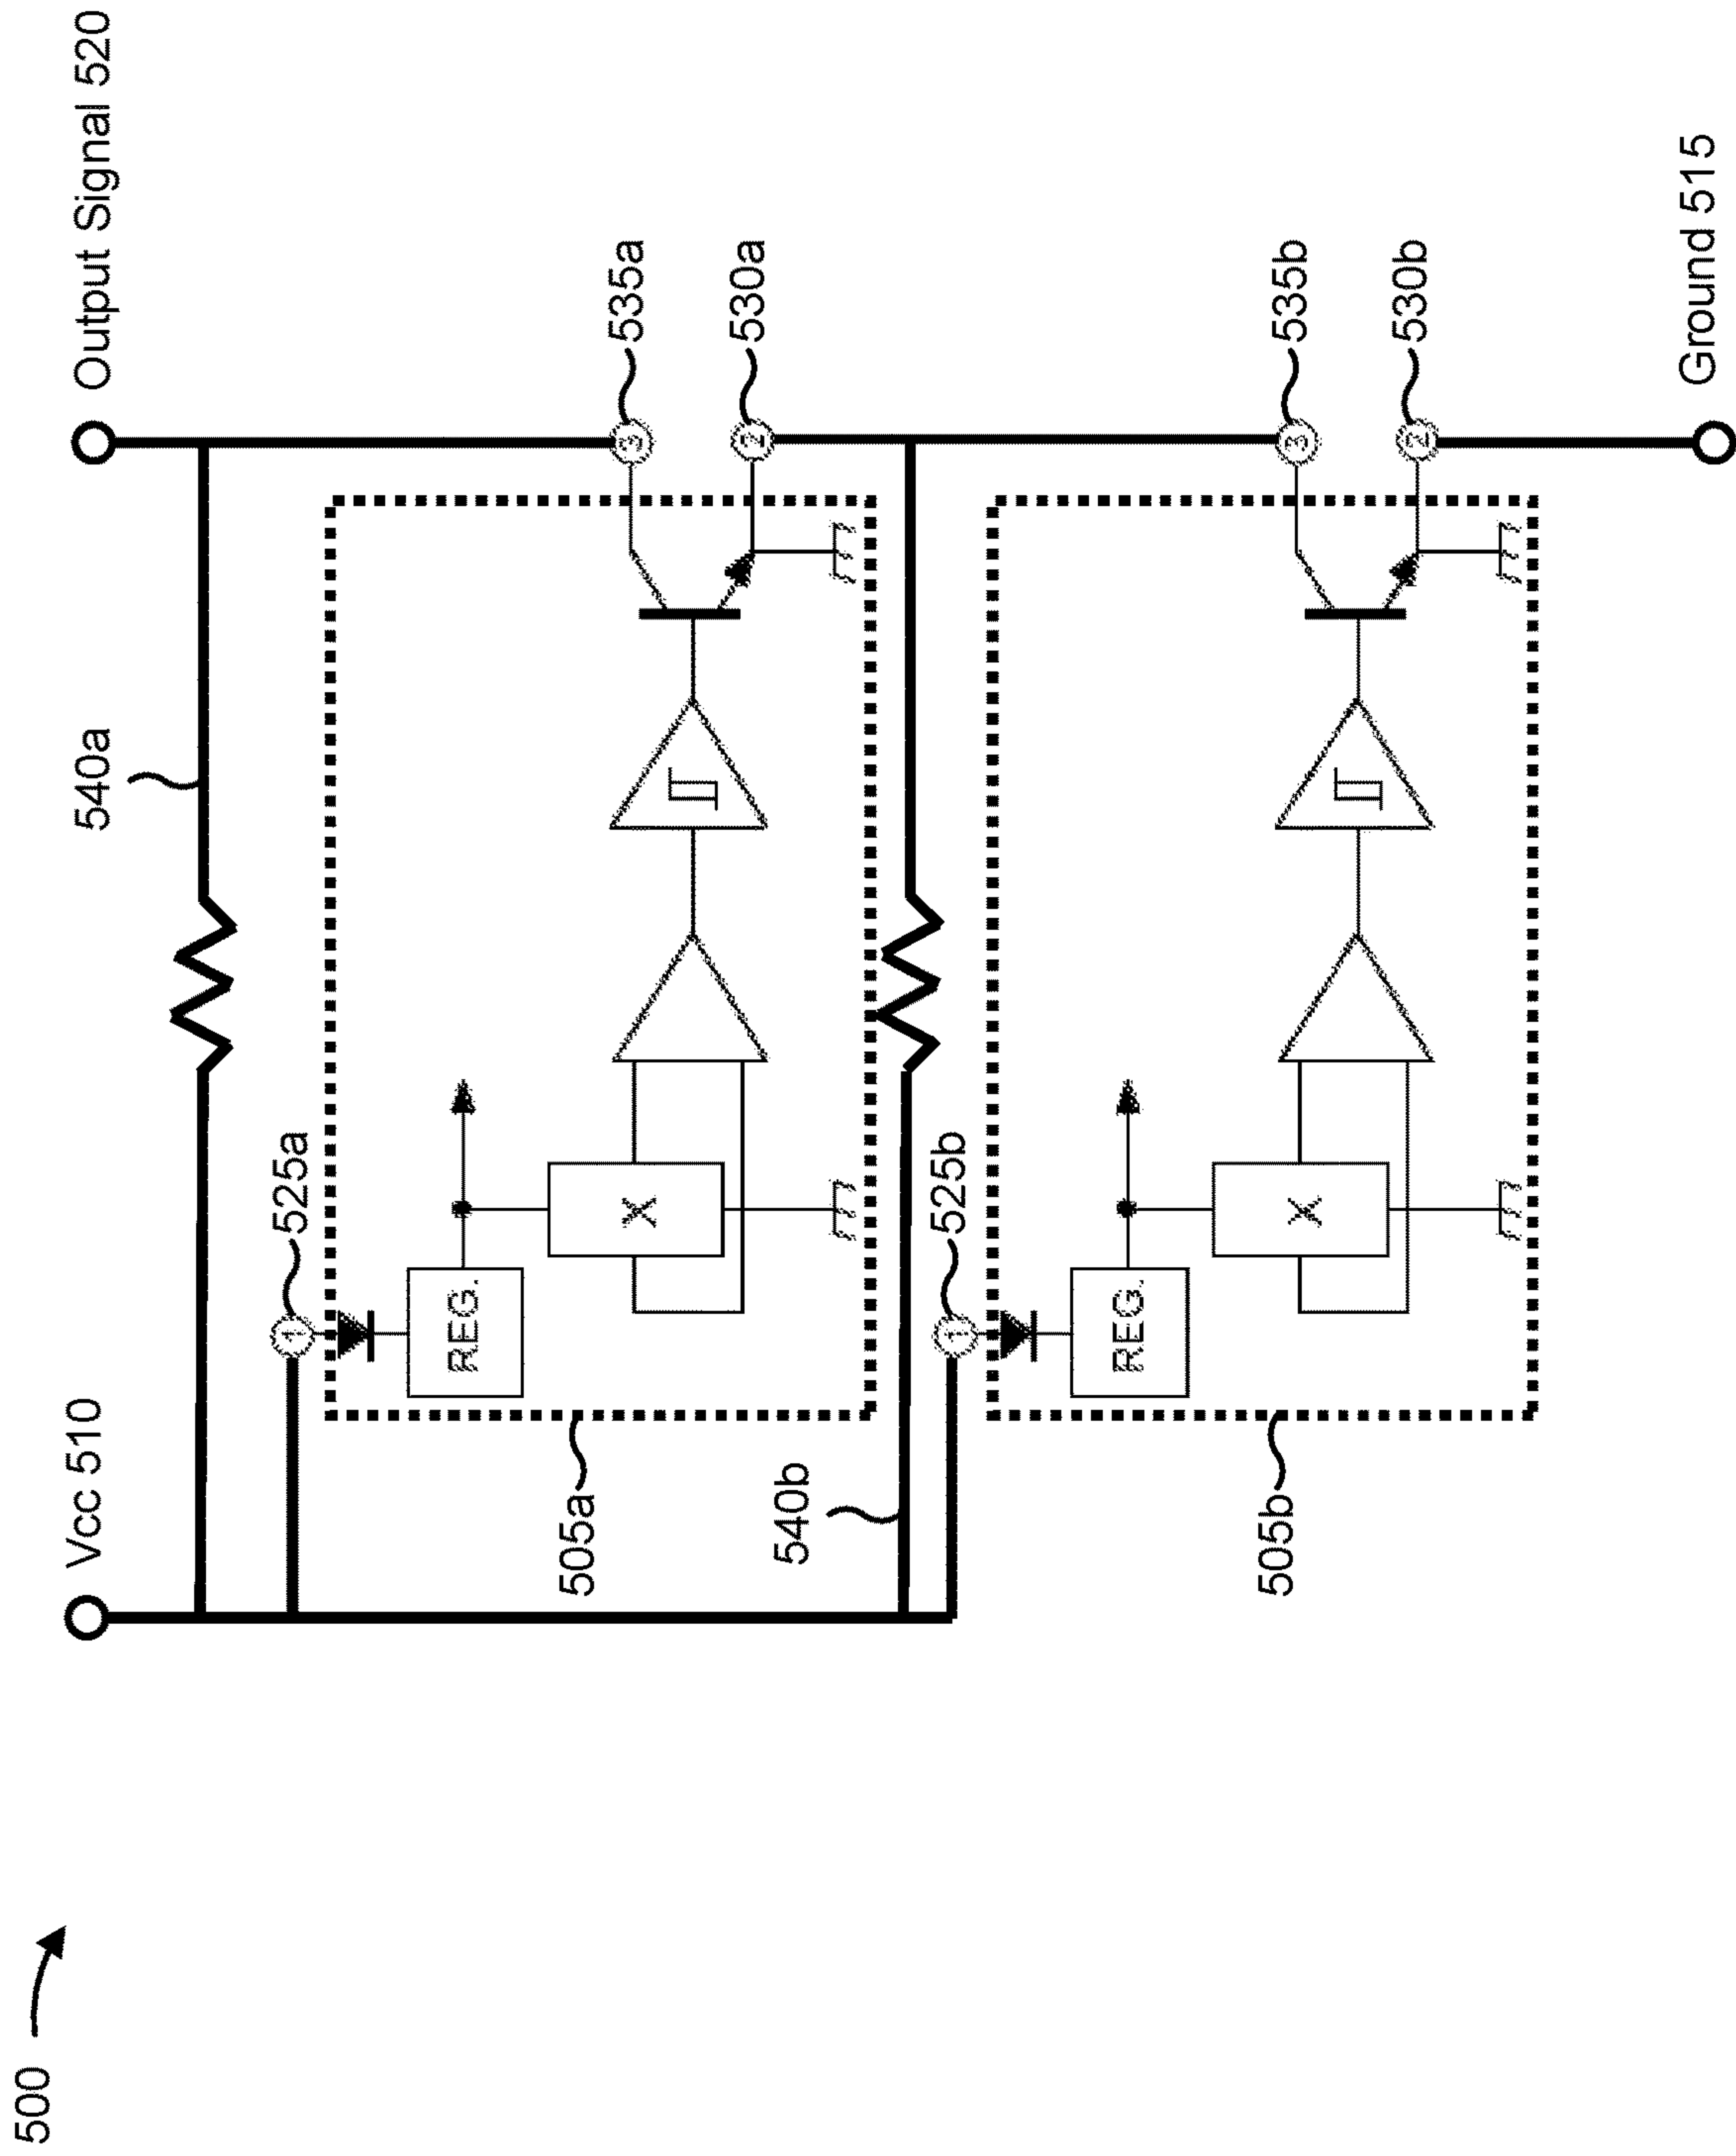 500
Vcc 510
Output Signal 520
540a
525a
1
REG.
X
3
535a
2
530a
505a
540b
525b
1
REG.
X
3
535b
2
530b
505b
Ground 515